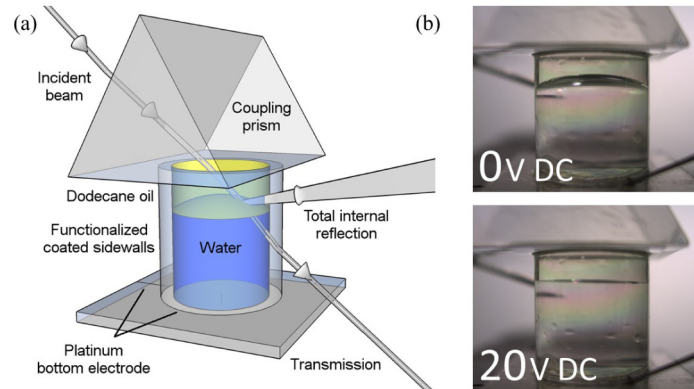 (a)
Incident
beam
Coupling
prism
Dodecane oil
Functionalized
coated sidewalls
Water
Total internal
reflection
Platinum
bottom electrode
Transmission
(b)
0V DC
20V DC